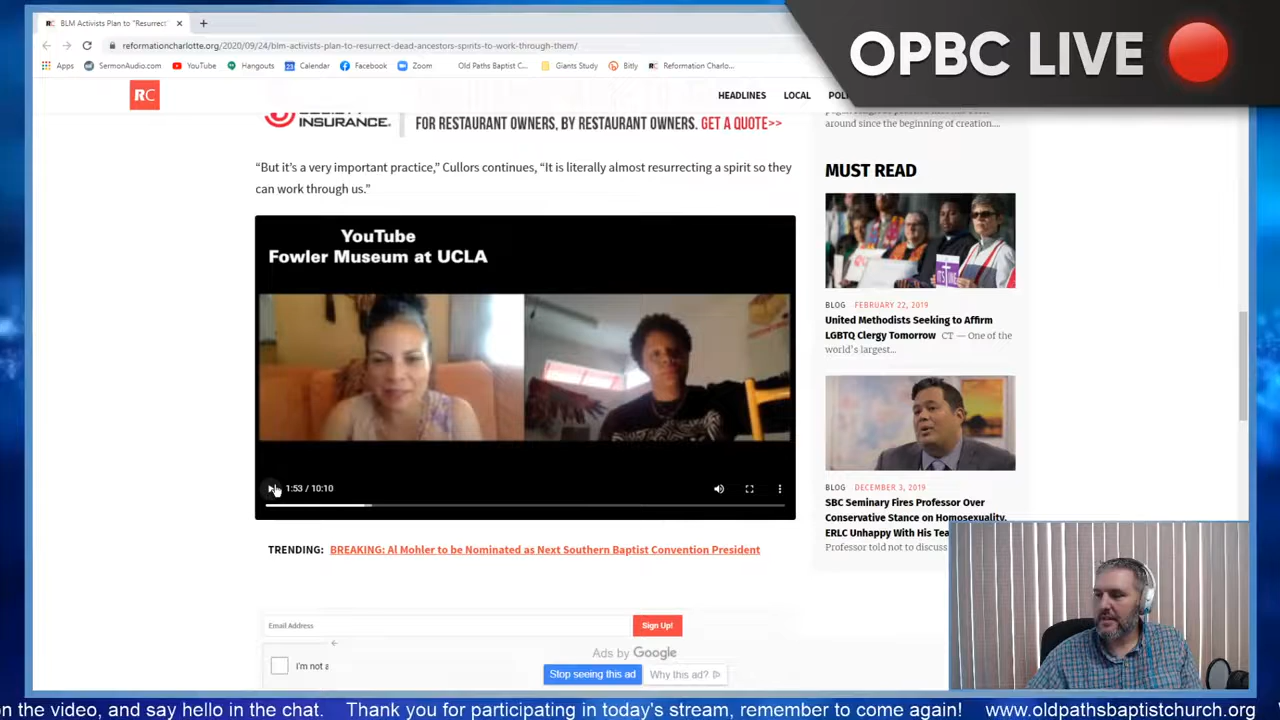 BLM Activists Plan to "Resurrect
OPBC LIVE
reformationcharlotte.org/2020/09/24/blm-activists-plan-to-resurrect-dead-ancestors-spirits-to-work-through-them/
Apps SermonAudio.com YouTube Hangouts Calendar Facebook Zoom Old Paths Baptist C... Giants Study Bitly Reformation Charlo...
RC
HEADLINES LOCAL
INSURANCE.
FOR RESTAURANT OWNERS, BY RESTAURANT OWNERS. GET A QUOTE>>
around since the beginning of creation....
“But it’s a very important practice,” Cullors continues, “It is literally almost resurrecting a spirit so they
can work through us.”
YouTube
Fowler Museum at UCLA
1:53 / 10:10
TRENDING: BREAKING: Al Mohler to be Nominated as Next Southern Baptist Convention President
Email Address
Sign Up!
I'm not a
Ads by Google
Stop seeing this ad
Why this ad?
MUST READ
IT'S TIME
BLOG FEBRUARY 22, 2019
United Methodists Seeking to Affirm
LGBTQ Clergy Tomorrow CT — One of the
world’s largest...
BLOG DECEMBER 3, 2019
SBC Seminary Fires Professor Over
Conservative Stance on Homosexuality,
ERLC Unhappy With His
Professor told not to discuss
on the video, and say hello in the chat. Thank you for participating in today's stream, remember to come again! www.oldpathsbaptistchurch.org